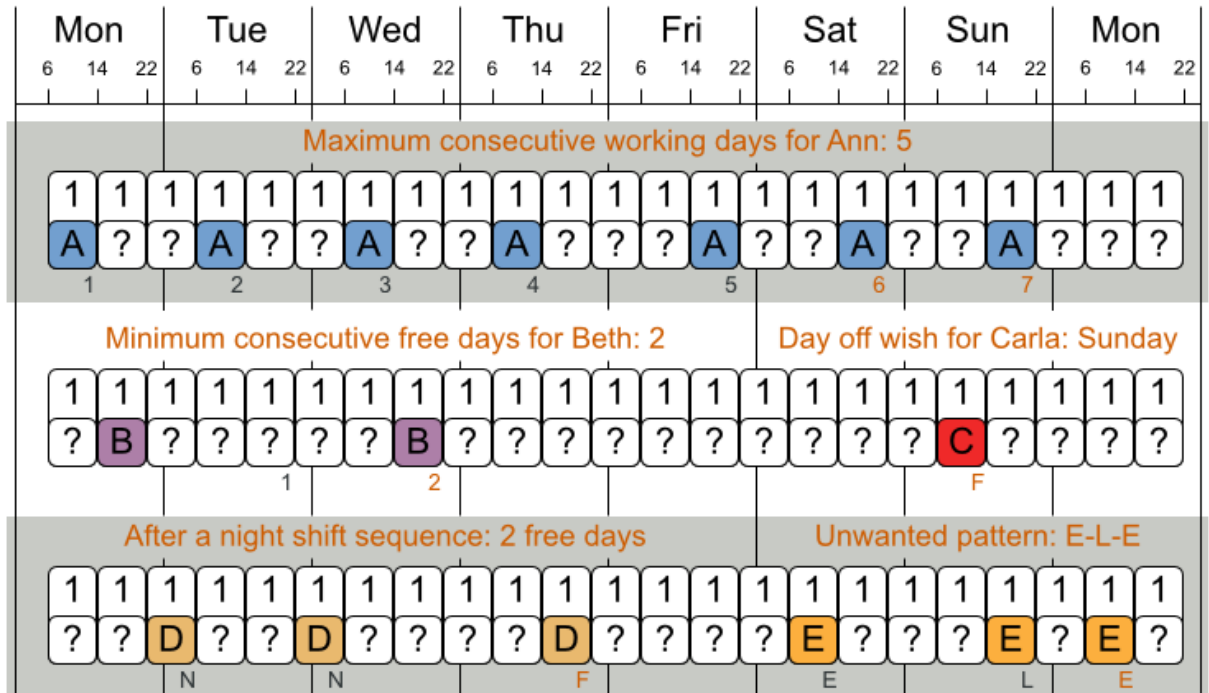 Mon Tue Wed Thu Fri Sat Sun Mon
6 14 22 6 14 22 6 14 22 6 14 22 6 14 22 6 14 22 6 14 22 6 14 22
Maximum consecutive working days for Ann: 5
1 1 1 1 1 1 1 1 1 1 1 1 1 1 1 1 1 1 1 1 1 1 1
A ? ? A ? ? A ? ? A ? ? ? A ? ? A ? ? A ? ? ?
1 2 3 4 5 6 7
Minimum consecutive free days for Beth: 2 Day off wish for Carla: Sunday
1 1 1 1 1 1 1 1 1 1 1 1 1 1 1 1 1 1 1 1 1 1 1
? B ? ? ? ? ? B ? ? ? ? ? ? ? ? ? ? C ? ? ? ?
1 2 F
After a night shift sequence: 2 free days Unwanted pattern: E-L-E
1 1 1 1 1 1 1 1 1 1 1 1 1 1 1 1 1 1 1 1 1 1 1
? ? D ? ? D ? ? ? ? D ? ? ? ? E ? ? ? E ? E ?
N N F E L E